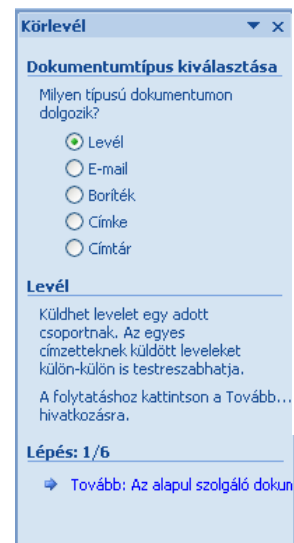 Körlevél
Dokumentumtípus kiválasztása
Milyen típusú dokumentumon
dolgozik?
Levél
E-mail
Boríték
Címke
Címtár
Levél
Küldhet levelet egy adott
csoportnak. Az egyes
címzetteknek küldött leveleket
külön-külön is testreszabhatja.
A folytatáshoz kattintson a Tovább...
hivatkozásra.
Lépés: 1/6
Tovább: Az alapul szolgáló dokun